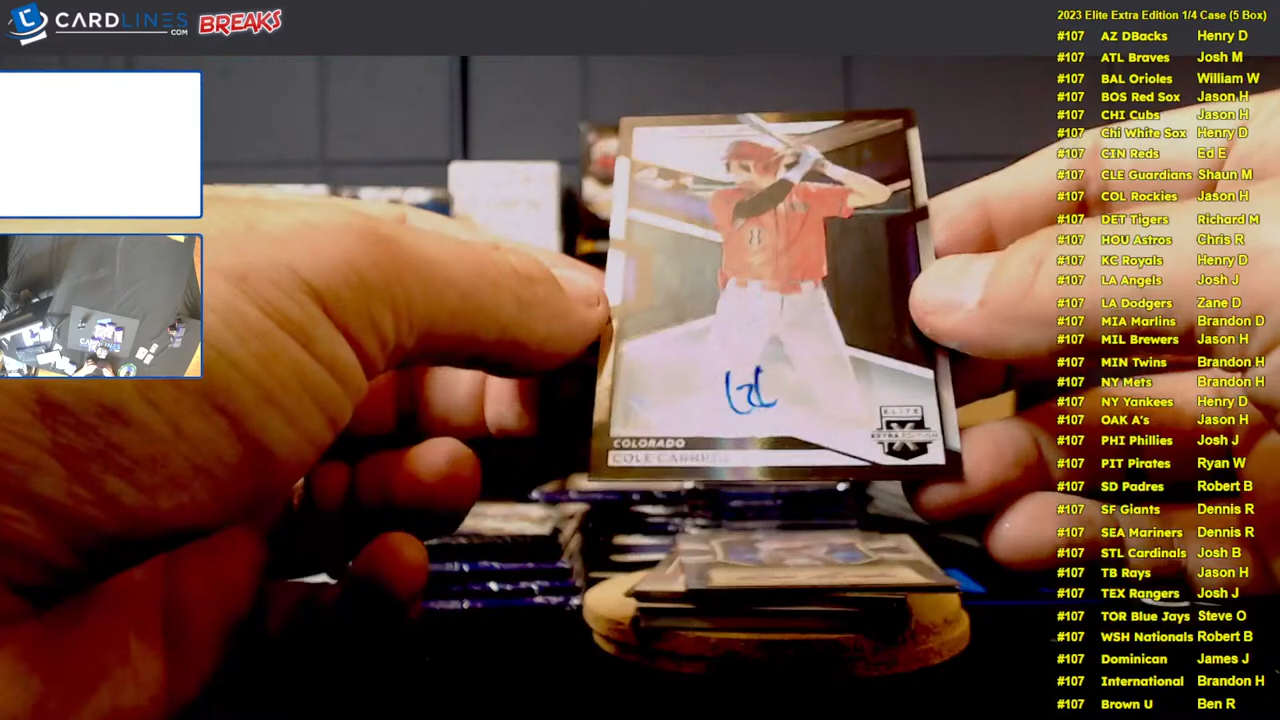 CARDLINES
.COM
BREAKS
2023 Elite Extra Edition 1/4 Case (5 Box)
#107 AZ DBacks Henry D
#107 ATL Braves Josh M
#107 BAL Orioles William W
#107 BOS Red Sox Jason H
#107 CHI Cubs Jason H
#107 Chi White Sox Henry D
#107 CIN Reds Ed E
#107 CLE Guardians Shaun M
#107 COL Rockies Jason H
#107 DET Tigers Richard M
#107 HOU Astros Chris R
#107 KC Royals Henry D
#107 LA Angels Josh J
#107 LA Dodgers Zane D
#107 MIA Marlins Brandon D
#107 MIL Brewers Jason H
#107 MIN Twins Brandon H
#107 NY Mets Brandon H
#107 NY Yankees Henry D
#107 OAK A's Jason H
#107 PHI Phillies Josh J
#107 PIT Pirates Ryan W
#107 SD Padres Robert B
#107 SF Giants Dennis R
#107 SEA Mariners Dennis R
#107 STL Cardinals Josh B
#107 TB Rays Jason H
#107 TEX Rangers Josh J
#107 TOR Blue Jays Steve O
#107 WSH Nationals Robert B
#107 Dominican James J
#107 International Brandon H
#107 Brown U Ben R
ELITE
X
EXTRA EDITION
COLORADO
COLE
CARDLINES